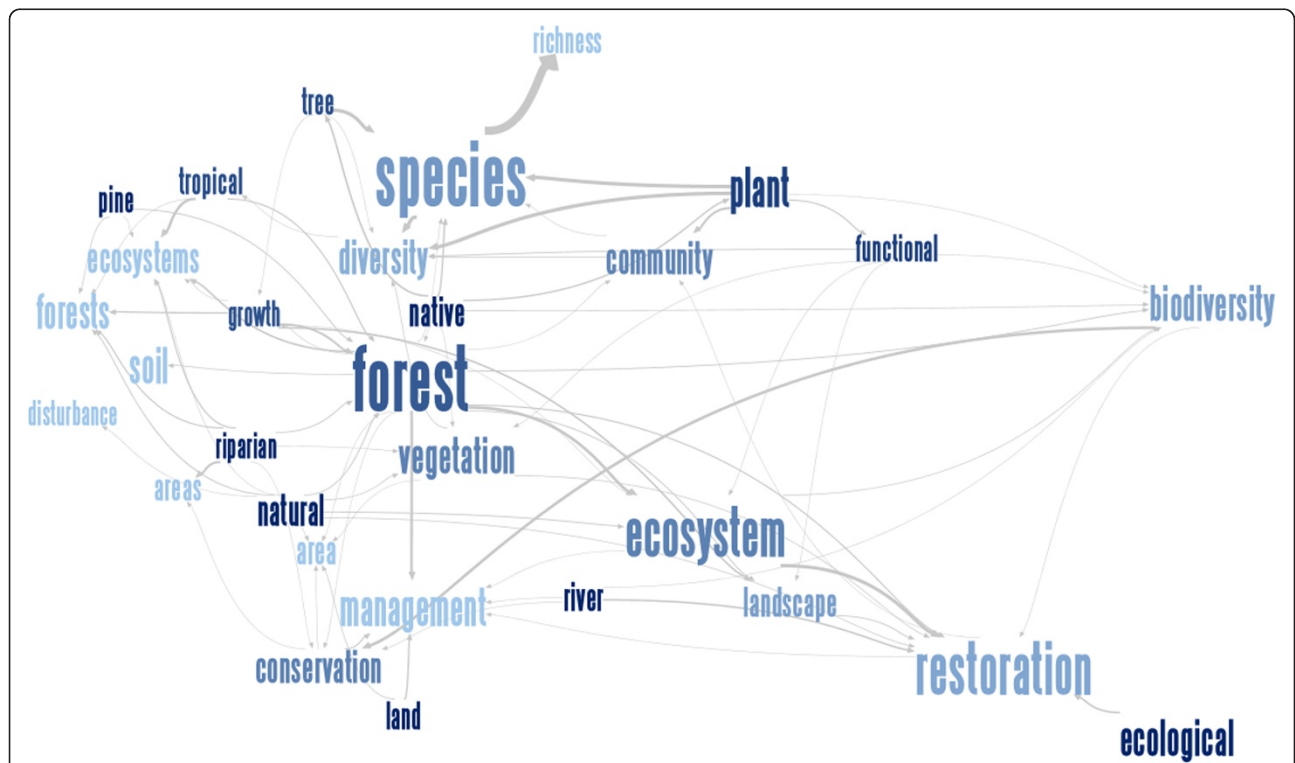 richness
tree
species
tropical
plant
pine
ecosystems
diversity
community
functional
forests
growth
native
biodiversity
soil
forest
disturbance
riparian
vegetation
areas
natural
ecosystem
area
management
river
landscape
conservation
restoration
land
ecological